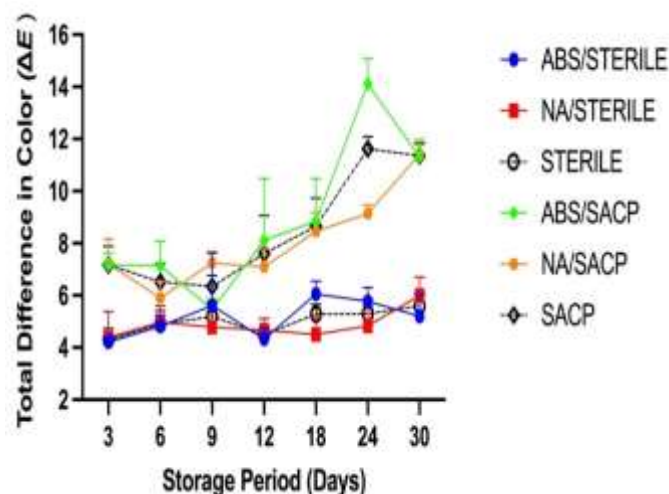 Total Difference in Color (ΔE)
16
14
12
10
8
6
4
2
3 6 9 12 18 24 30
Storage Period (Days)
ABS/STERILE
NA/STERILE
STERILE
ABS/SACP
NA/SACP
SACP